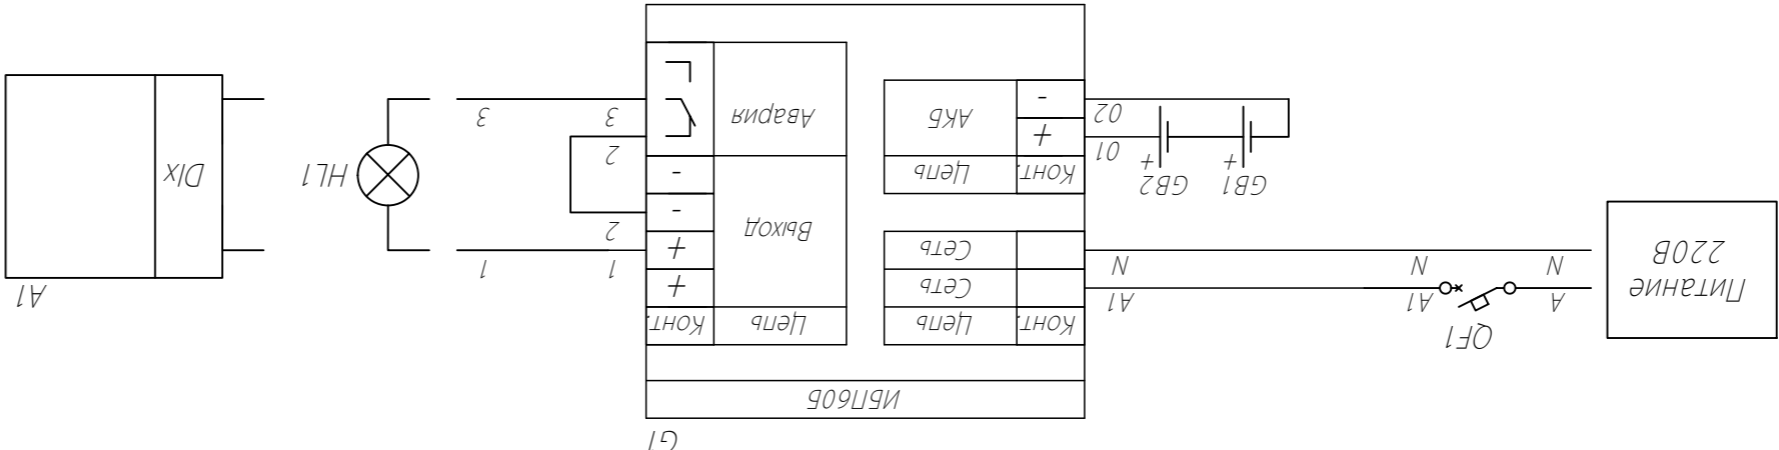 G1
ИБП60Б
QF1
Питание
220В
A
A1
A1
N
N
N
Конт.
Цепь
Сеть
Сеть
GB1
+
GB2
+
01
02
Конт.
Цепь
+
АКБ
-
Цепь
Конт.
Выход
+
+
-
-
Авария
1
1
2
2
3
3
HL1
A1
DIx